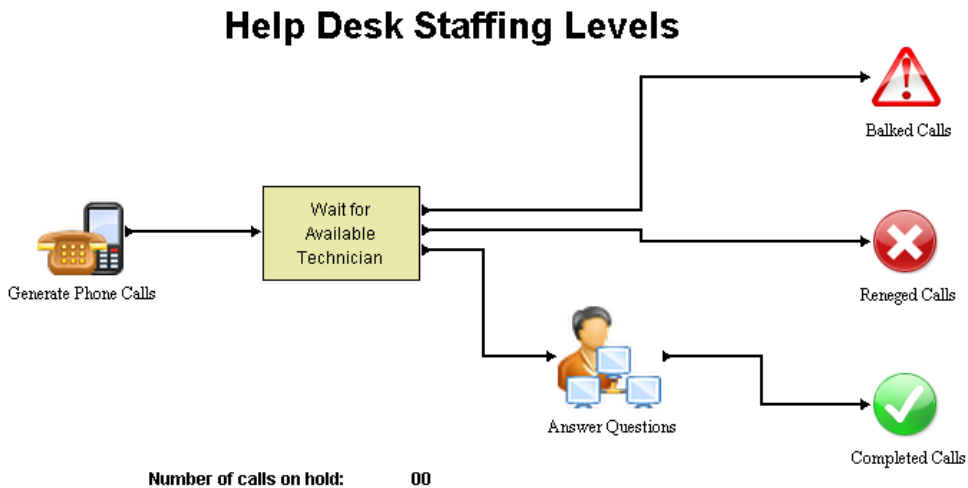 Help Desk Staffing Levels
Balked Calls
Wait for
Available
Technician
Generate Phone Calls
Reneged Calls
Answer Questions
Completed Calls
Number of calls on hold: 00